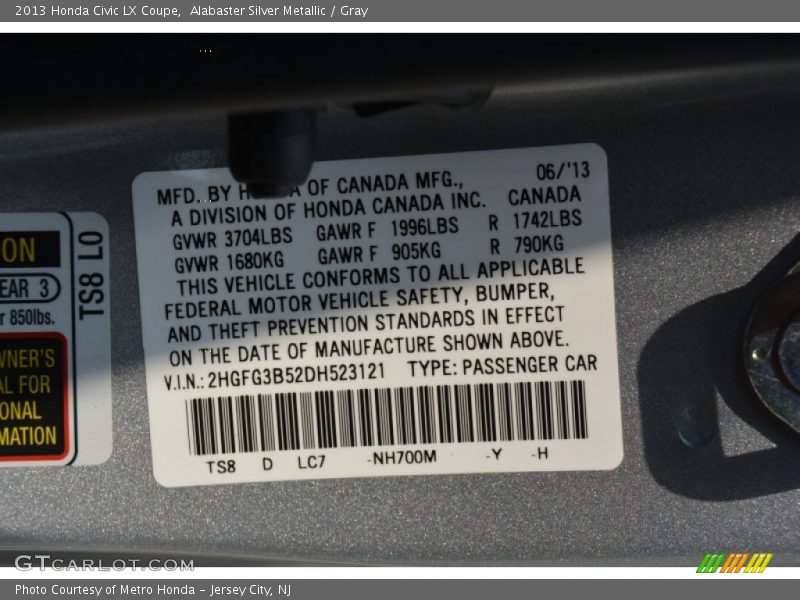 2013 Honda Civic LX Coupe, Alabaster Silver Metallic / Gray
MFD. BY H A OF CANADA MFG., 06/'13
A DIVISION OF HONDA CANADA INC. CANADA
GVWR 3704LBS GAWR F 1996LBS R 1742LBS
GVWR 1680KG GAWR F 905KG R 790KG
THIS VEHICLE CONFORMS TO ALL APPLICABLE
FEDERAL MOTOR VEHICLE SAFETY, BUMPER,
AND THEFT PREVENTION STANDARDS IN EFFECT
ON THE DATE OF MANUFACTURE SHOWN ABOVE.
V.I.N.: 2HGFG3B52DH523121 TYPE: PASSENGER CAR
TS8 D LC7 -NH700M -Y -H
ON
EAR 3
r 850lbs.
WNER'S
AL FOR
ONAL
MATION
TS8 L0
GTCARLOT.COM
Photo Courtesy of Metro Honda – Jersey City, NJ